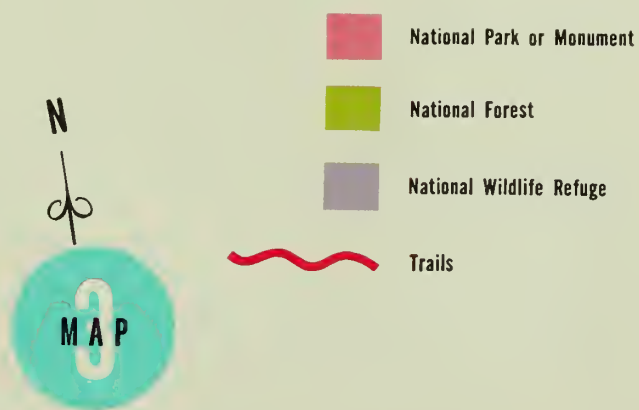 National Park or Monument
National Forest
N
National Wildlife Refuge
Trails
3
MAP